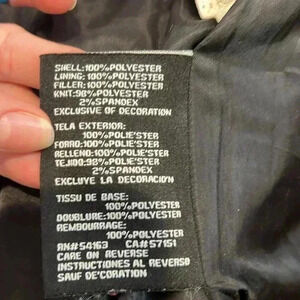 SHELL:100%POLYESTER
LINING:100%POLYESTER
FILLER:100%POLYESTER
KNIT:98%POLYESTER
2%SPANDEX
EXCLUSIVE OF DECORATION
TELA EXTERIOR:
100%POLIE'STER
FORRO:100%POLIE'STER
RELLENO:100%POLIE'STER
TEJIDO:98%POLIE'STER
2%SPANDEX
EXCLUYE LA DECORACIO'N
TISSU DE BASE:
100%POLYESTER
DOUBLURE:100%POLYESTER
REMBOURRAGE:
100%POLYESTER
RN#54163 CA#57151
CARE ON REVERSE
INSTRUCTIONES AL REVERSO
SAUF DE'CORATION